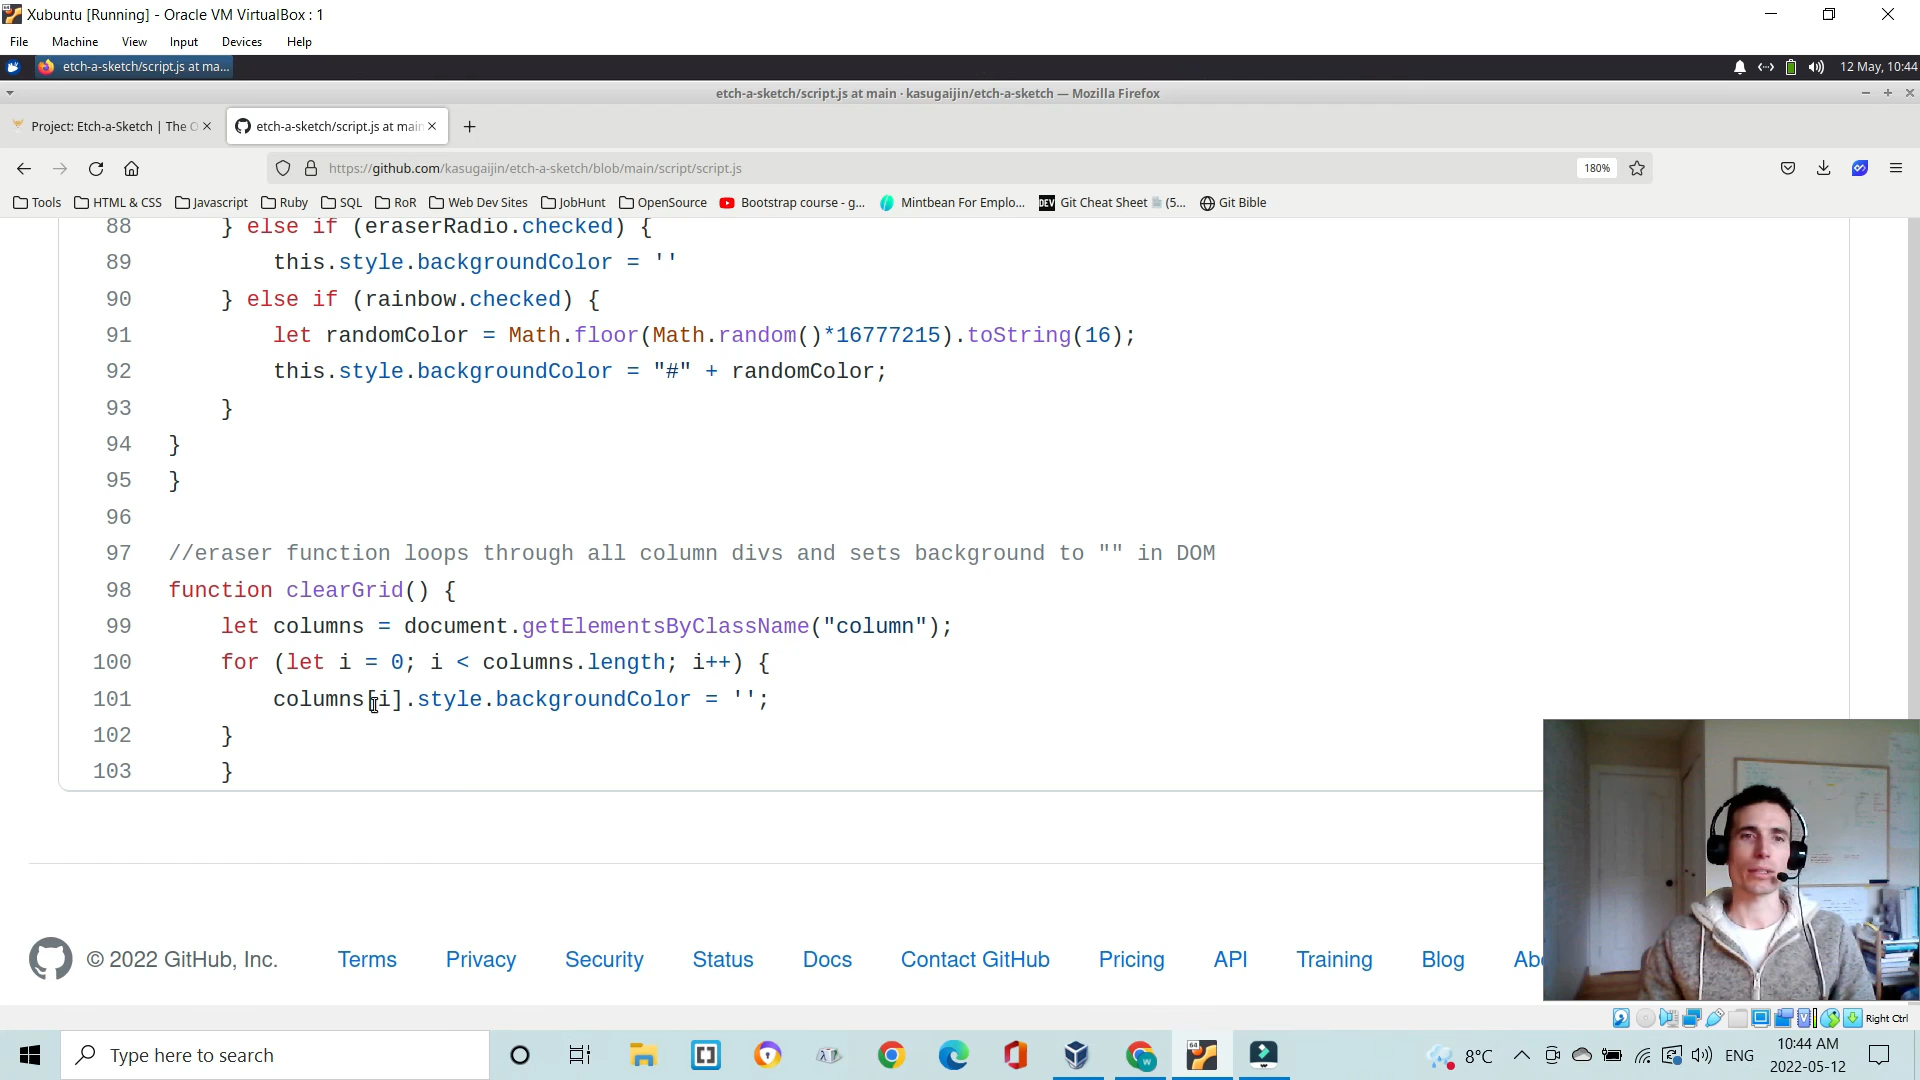 Xubuntu [Running] - Oracle VM VirtualBox : 1
File Machine View Input Devices Help
etch-a-sketch/script.js at ma... 12 May, 10:44
etch-a-sketch/script.js at main · kasugaijin/etch-a-sketch — Mozilla Firefox
Project: Etch-a-Sketch | The O etch-a-sketch/script.js at main
https://github.com/kasugaijin/etch-a-sketch/blob/main/script/script.js 180%
Tools HTML & CSS Javascript Ruby SQL RoR Web Dev Sites JobHunt OpenSource Bootstrap course - g... Mintbean For Emplo... DEV Git Cheat Sheet (5... Git Bible
88 } else if (eraserRadio.checked) {
89 this.style.backgroundColor = ''
90 } else if (rainbow.checked) {
91 let randomColor = Math.floor(Math.random()*16777215).toString(16);
92 this.style.backgroundColor = "#" + randomColor;
93 }
94 }
95 }
96
97 //eraser function loops through all column divs and sets background to "" in DOM
98 function clearGrid() {
99 let columns = document.getElementsByClassName("column");
100 for (let i = 0; i < columns.length; i++) {
101 columns[i].style.backgroundColor = '';
102 }
103 }
© 2022 GitHub, Inc. Terms Privacy Security Status Docs Contact GitHub Pricing API Training Blog Ab
Right Ctrl
Type here to search 8°C ENG 10:44 AM
2022-05-12